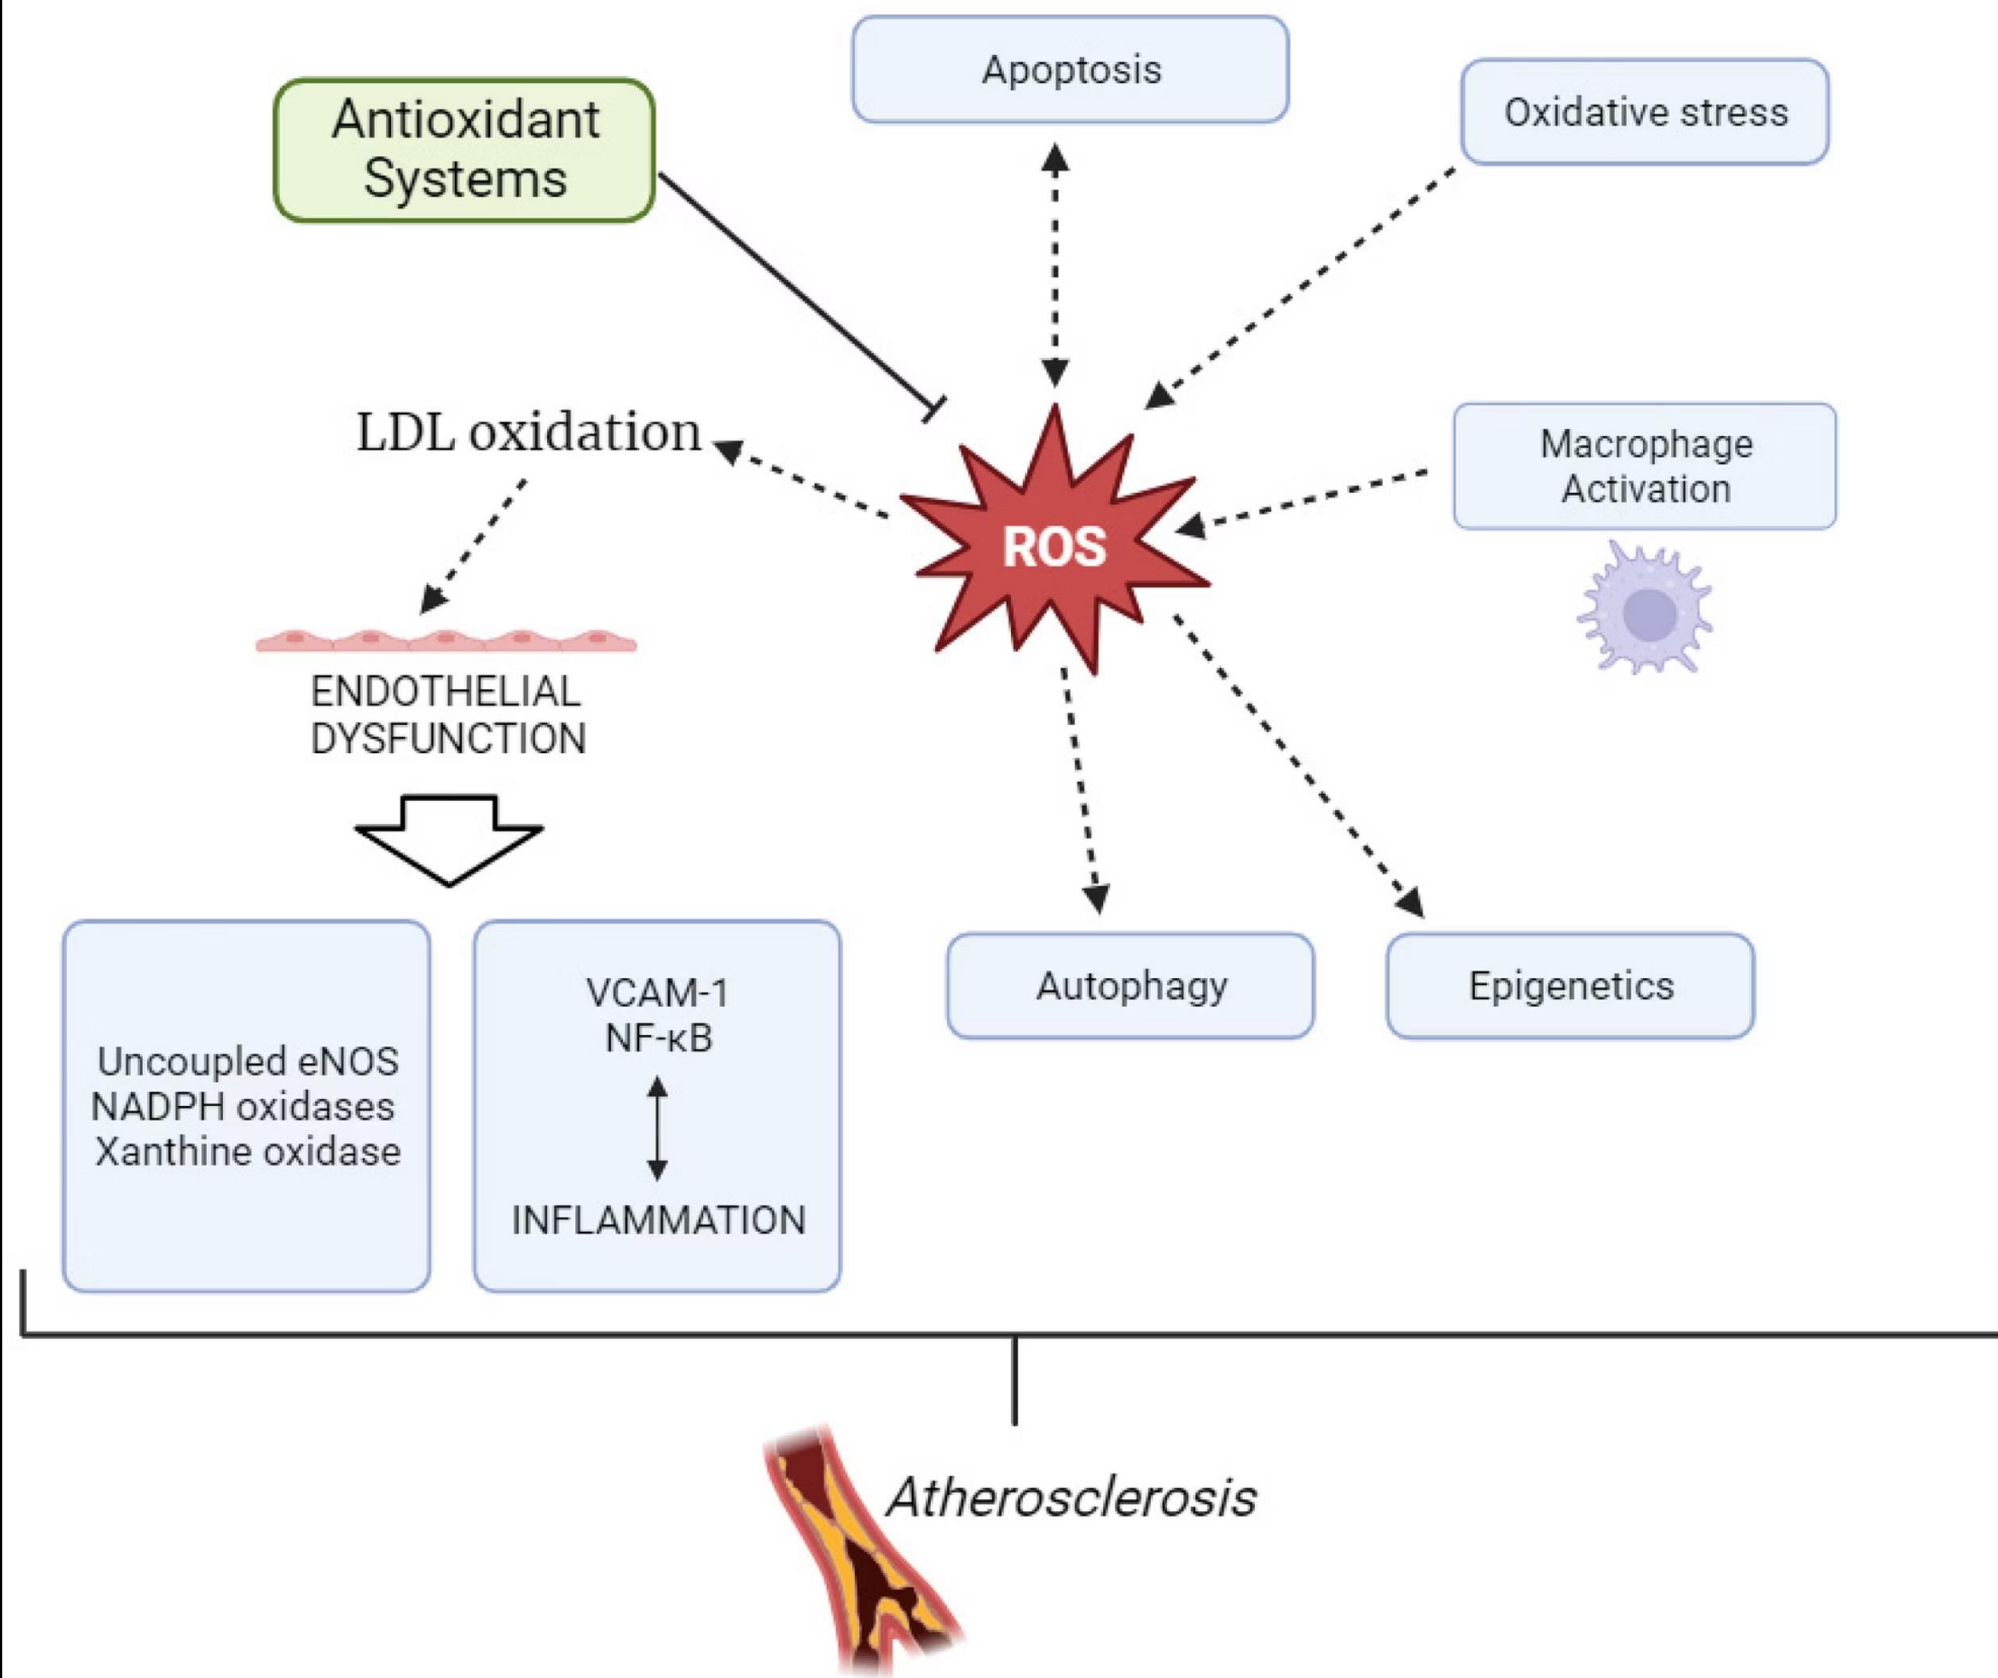 Apoptosis
Oxidative stress
Antioxidant
Systems
LDL oxidation
Macrophage
Activation
ROS
ENDOTHELIAL
DYSFUNCTION
Uncoupled eNOS
NADPH oxidases
Xanthine oxidase
VCAM-1
NF-κB
INFLAMMATION
Autophagy
Epigenetics
Atherosclerosis